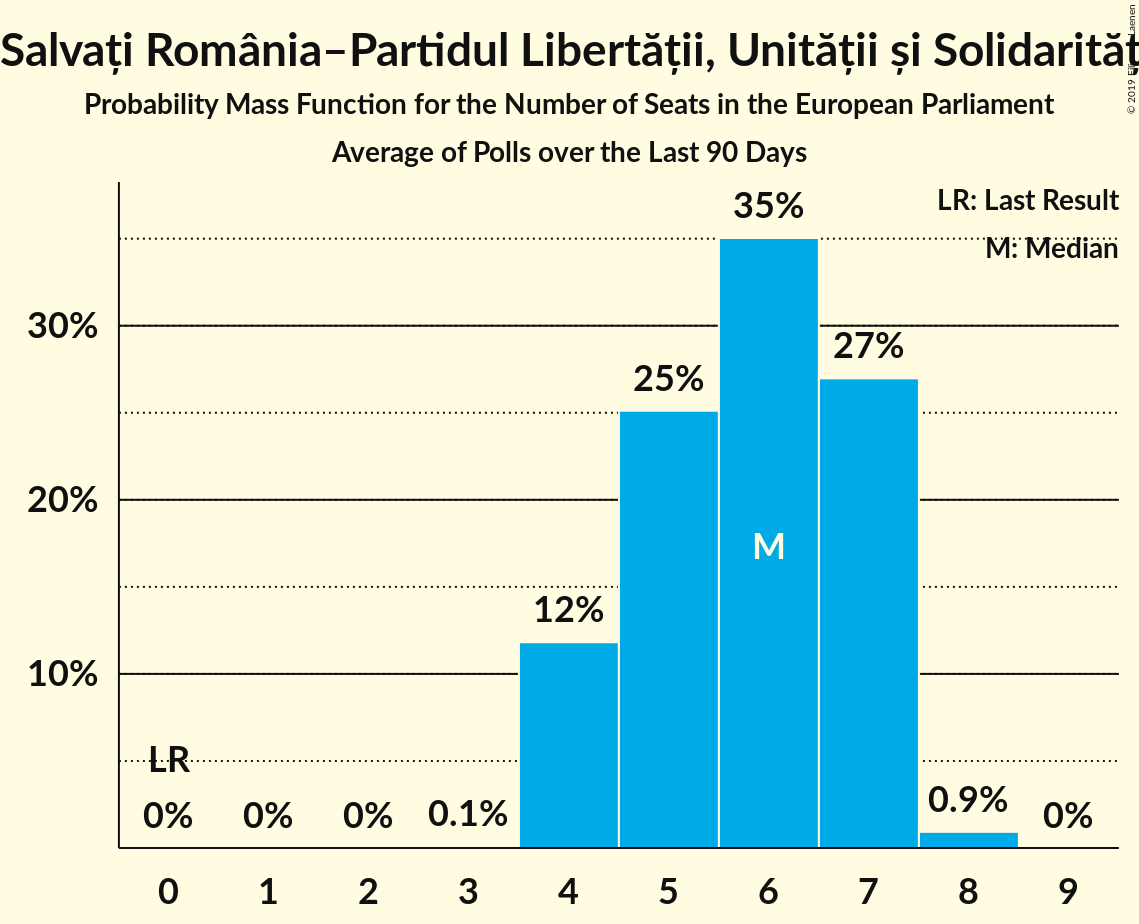 Salvați România–Partidul Libertății, Unității și Solidarităț
Probability Mass Function for the Number of Seats in the European Parliament
Average of Polls over the Last 90 Days
© 2019
LR: Last Result
M: Median
35%
30%
27%
25%
20%
M
12%
10%
LR
0% 0% 0% 0.1% 0.9% 0%
0 1 2 3 4 5 6 7 8 9